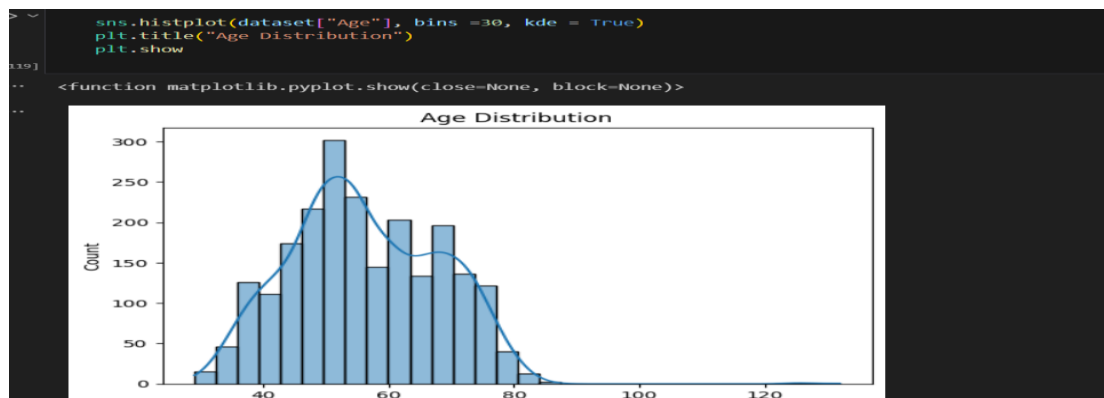 sns.histplot(dataset["Age"], bins =30, kde = True)
plt.title("Age Distribution")
plt.show
119]
<function matplotlib.pyplot.show(close=None, block=None)>
Age Distribution
300
250
200
150
100
50
0
Count
40 60 80 100 120